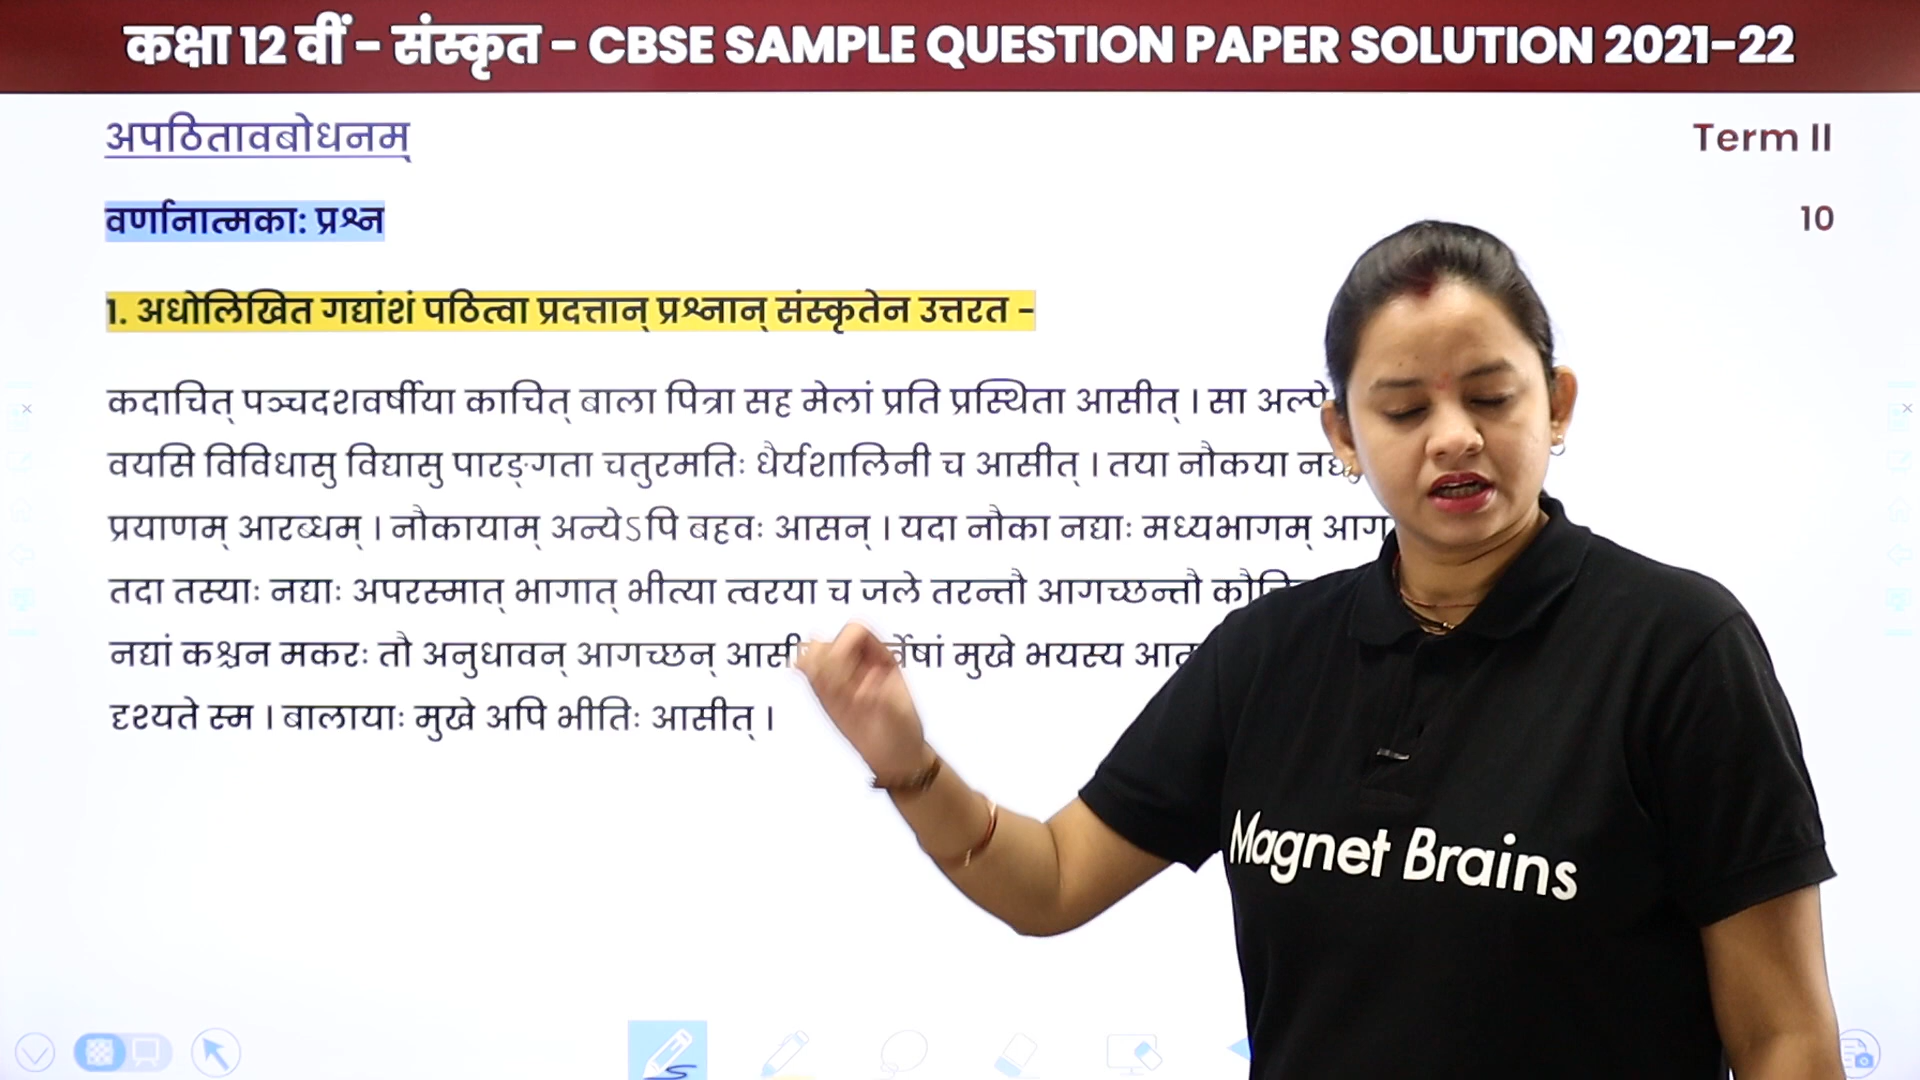 कक्षा 12 वीं - संस्कृत - CBSE SAMPLE QUESTION PAPER SOLUTION 2021-22
अपठितावबोधनम्
Term II
वर्णानात्मका: प्रश्न
10
1. अधोलिखित गद्यांशं पठित्वा प्रदत्तान् प्रश्नान् संस्कृतेन उत्तरत -
कदाचित् पञ्चदशवर्षीया काचित् बाला पित्रा सह मेलां प्रति प्रस्थिता आसीत् । सा अल्पे
वयसि विविधासु विद्यासु पारङ्गता चतुरमतिः धैर्यशालिनी च आसीत् । तया नौकया
प्रयाणम् आरब्धम् । नौकायाम् अन्येऽपि बहवः आसन् । यदा नौका नद्याः मध्यभागम्
तदा तस्याः नद्याः अपरस्मात् भागात् भीत्या त्वरया च जले तरन्तौ आगच्छन्तौ
नद्यां कश्चन मकरः तौ अनुधावन् आगच्छन् मुखे भयस्य
दृश्यते स्म । बालायाः मुखे अपि भीतिः आसीत् ।
Magnet Brains